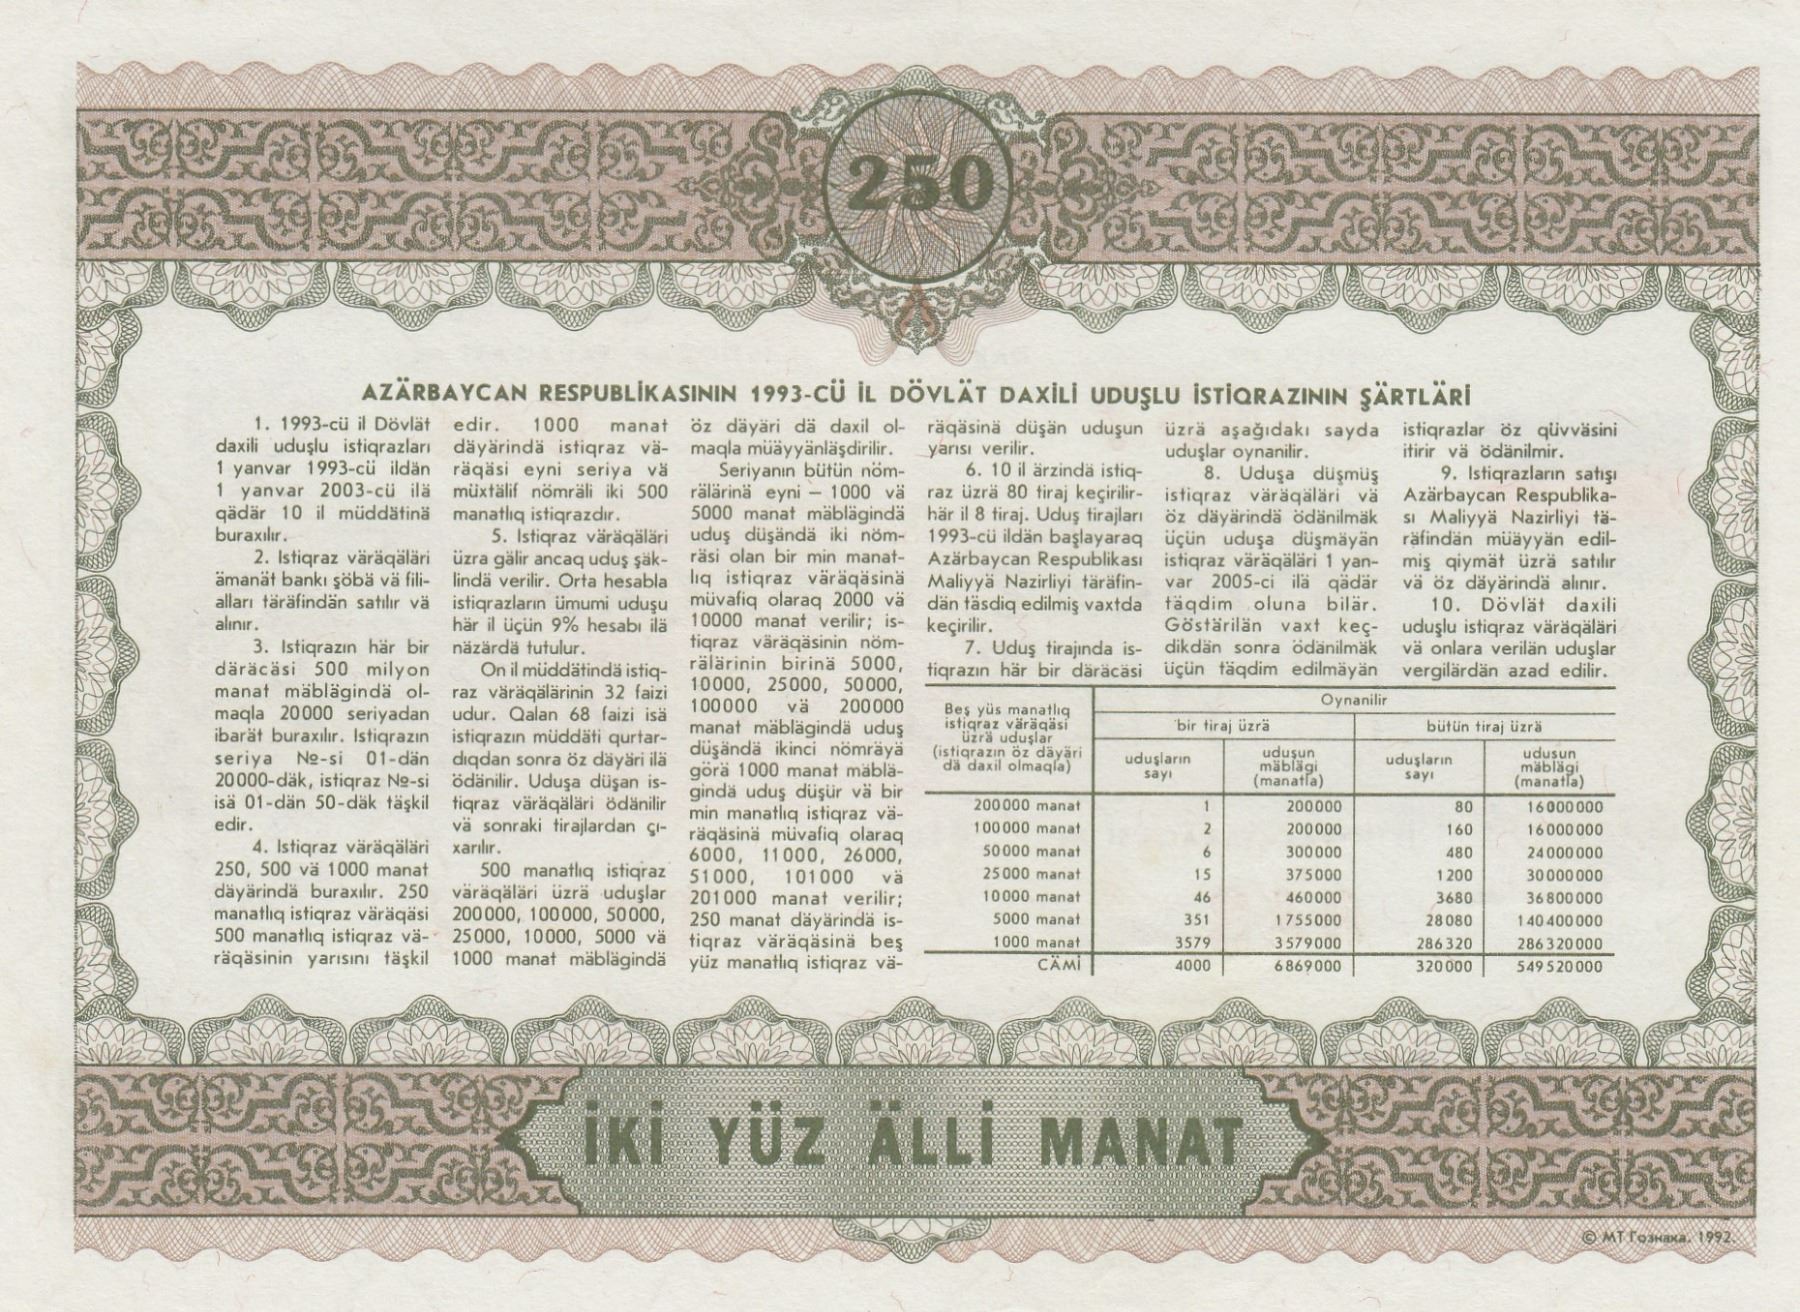 250
AZÄRBAYCAN RESPUBLİKASININ 1993-CÜ İL DÖVLÄT DAXİLİ UDUŞLU İSTİQRAZININ ŞÄRTLÄRİ
1. 1993-cü il Dövlät
daxili uduşlu istiqrazları
1 yanvar 1993-cü ildän
1 yanvar 2003-cü ilä
qädär 10 il müddätinä
buraxılır.
2. Istiqraz väräqäläri
ämanät bankı şöbä vä fili-
alları täräfindän satılır vä
alınır.
3. Istiqrazın här bir
däräcäsi 500 milyon
manat mäblägindä ol-
maqla 20000 seriyadan
ibarät buraxılır. Istiqrazın
seriya №-si 01-dän
20000-däk, istiqraz №-si
isä 01-dän 50-däk täşkil
edir.
4. Istiqraz väräqäläri
250, 500 vä 1000 manat
däyärindä buraxılır. 250
manatlıq istiqraz väräqäsi
500 manatlıq istiqraz vä-
räqäsinin yarısını täşkil
edir. 1000 manat
däyärindä istiqraz vä-
räqäsi eyni seriya vä
müxtälif nömräli iki 500
manatlıq istiqrazdır.
5. Istiqraz väräqäläri
üzra gälir ancaq uduş şäk-
lindä verilir. Orta hesabla
istiqrazların ümumi uduşu
här il üçün 9% hesabı ilä
näzärdä tutulur.
On il müddätindä istiq-
raz väräqälärinin 32 faizi
udur. Qalan 68 faizi isä
istiqrazın müddäti qurtar-
dıqdan sonra öz däyäri ilä
ödänilir. Uduşa düşan is-
tiqraz väräqäläri ödänilir
vä sonraki tirajlardan çı-
xarılır.
500 manatlıq istiqraz
väräqäläri üzrä uduşlar
200000, 100000, 50000,
25000, 10000, 5000 vä
1000 manat mäblägindä
öz däyäri dä daxil ol-
maqla müäyyänläşdirilir.
Seriyanın bütün nöm-
rälärinä eyni — 1000 vä
5000 manat mäblägindä
uduş düşändä iki nöm-
räsi olan bir min manat-
lıq istiqraz väräqäsinä
müvafiq olaraq 2000 vä
10000 manat verilir; is-
tiqraz väräqäsinin nöm-
rälärinin birinä 5000,
10000, 25000, 50000,
100000 vä 200000
manat mäblägindä uduş
düşändä ikinci nömräyä
görä 1000 manat mäblä-
gindä uduş düşür vä bir
min manatlıq istiqraz vä-
räqäsinä müvafiq olaraq
6000, 11000, 26000,
51000, 101000 vä
201000 manat verilir;
250 manat däyärindä is-
tiqraz väräqäsinä beş
yüz manatlıq istiqraz vä-
räqäsinä düşän uduşun
yarısı verilir.
6. 10 il ärzindä istiq-
raz üzrä 80 tiraj keçirilir-
här il 8 tiraj. Uduş tirajları
1993-cü ildän başlayaraq
Azärbaycan Respublikası
Maliyyä Nazirliyi täräfin-
dän täsdiq edilmiş vaxtda
keçirilir.
7. Uduş tirajında is-
tiqrazın här bir däräcäsi
üzrä aşağıdakı sayda
uduşlar oynanilir.
8. Uduşa düşmüş
istiqraz väräqäläri vä
öz däyärindä ödänilmäk
üçün uduşa düşmäyän
istiqraz väräqäläri 1 yan-
var 2005-ci ilä qädär
täqdim oluna bilär.
Göstärilän vaxt keç-
dikdän sonra ödänilmäk
üçün täqdim edilmäyän
istiqrazlar öz qüvväsini
itirir vä ödänilmir.
9. Istiqrazların satışı
Azärbaycan Respublika-
sı Maliyyä Nazirliyi tä-
räfindän müäyyän edil-
miş qiymät üzrä satılır
vä öz däyärindä alınır.
10. Dövlät daxili
uduşlu istiqraz väräqäläri
vä onlara verilän uduşlar
vergilärdän azad edilir.
Beş yüs manatlıq
istiqraz väräqäsi
üzrä uduşlar
(istiqrazın öz däyäri
dä daxil olmaqla)
Oynanilir
bir tiraj üzrä
bütün tiraj üzrä
uduşların
sayı
uduşun
mäblägi
(manatla)
uduşların
sayı
udusun
mäblägi
(manatla)
200000 manat 1 200000 80 16000000
100000 manat 2 200000 160 16000000
50000 manat 6 300000 480 24000000
25000 manat 15 375000 1200 30000000
10000 manat 46 460000 3680 36800000
5000 manat 351 1755000 28080 140400000
1000 manat 3579 3579000 286320 286320000
CÄMİ 4000 6869000 320000 549520000
İKİ YÜZ ÄLLİ MANAT
© МТ Гознака. 1992.